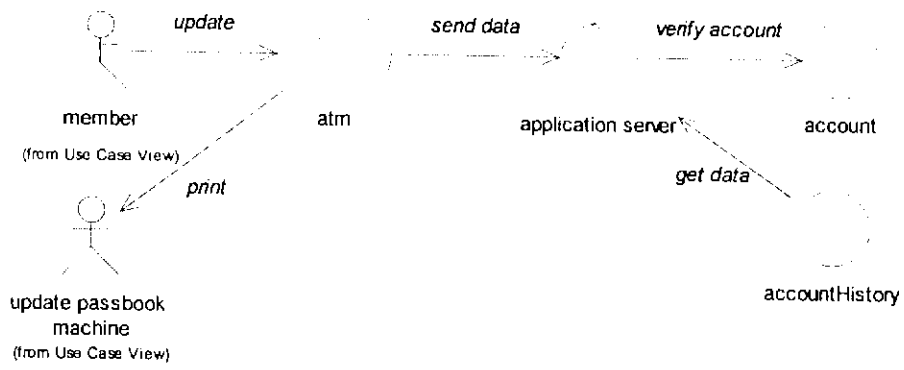 update
send data
verify account
member
(from Use Case View)
atm
application server
account
print
get data
update passbook
machine
(from Use Case View)
accountHistory